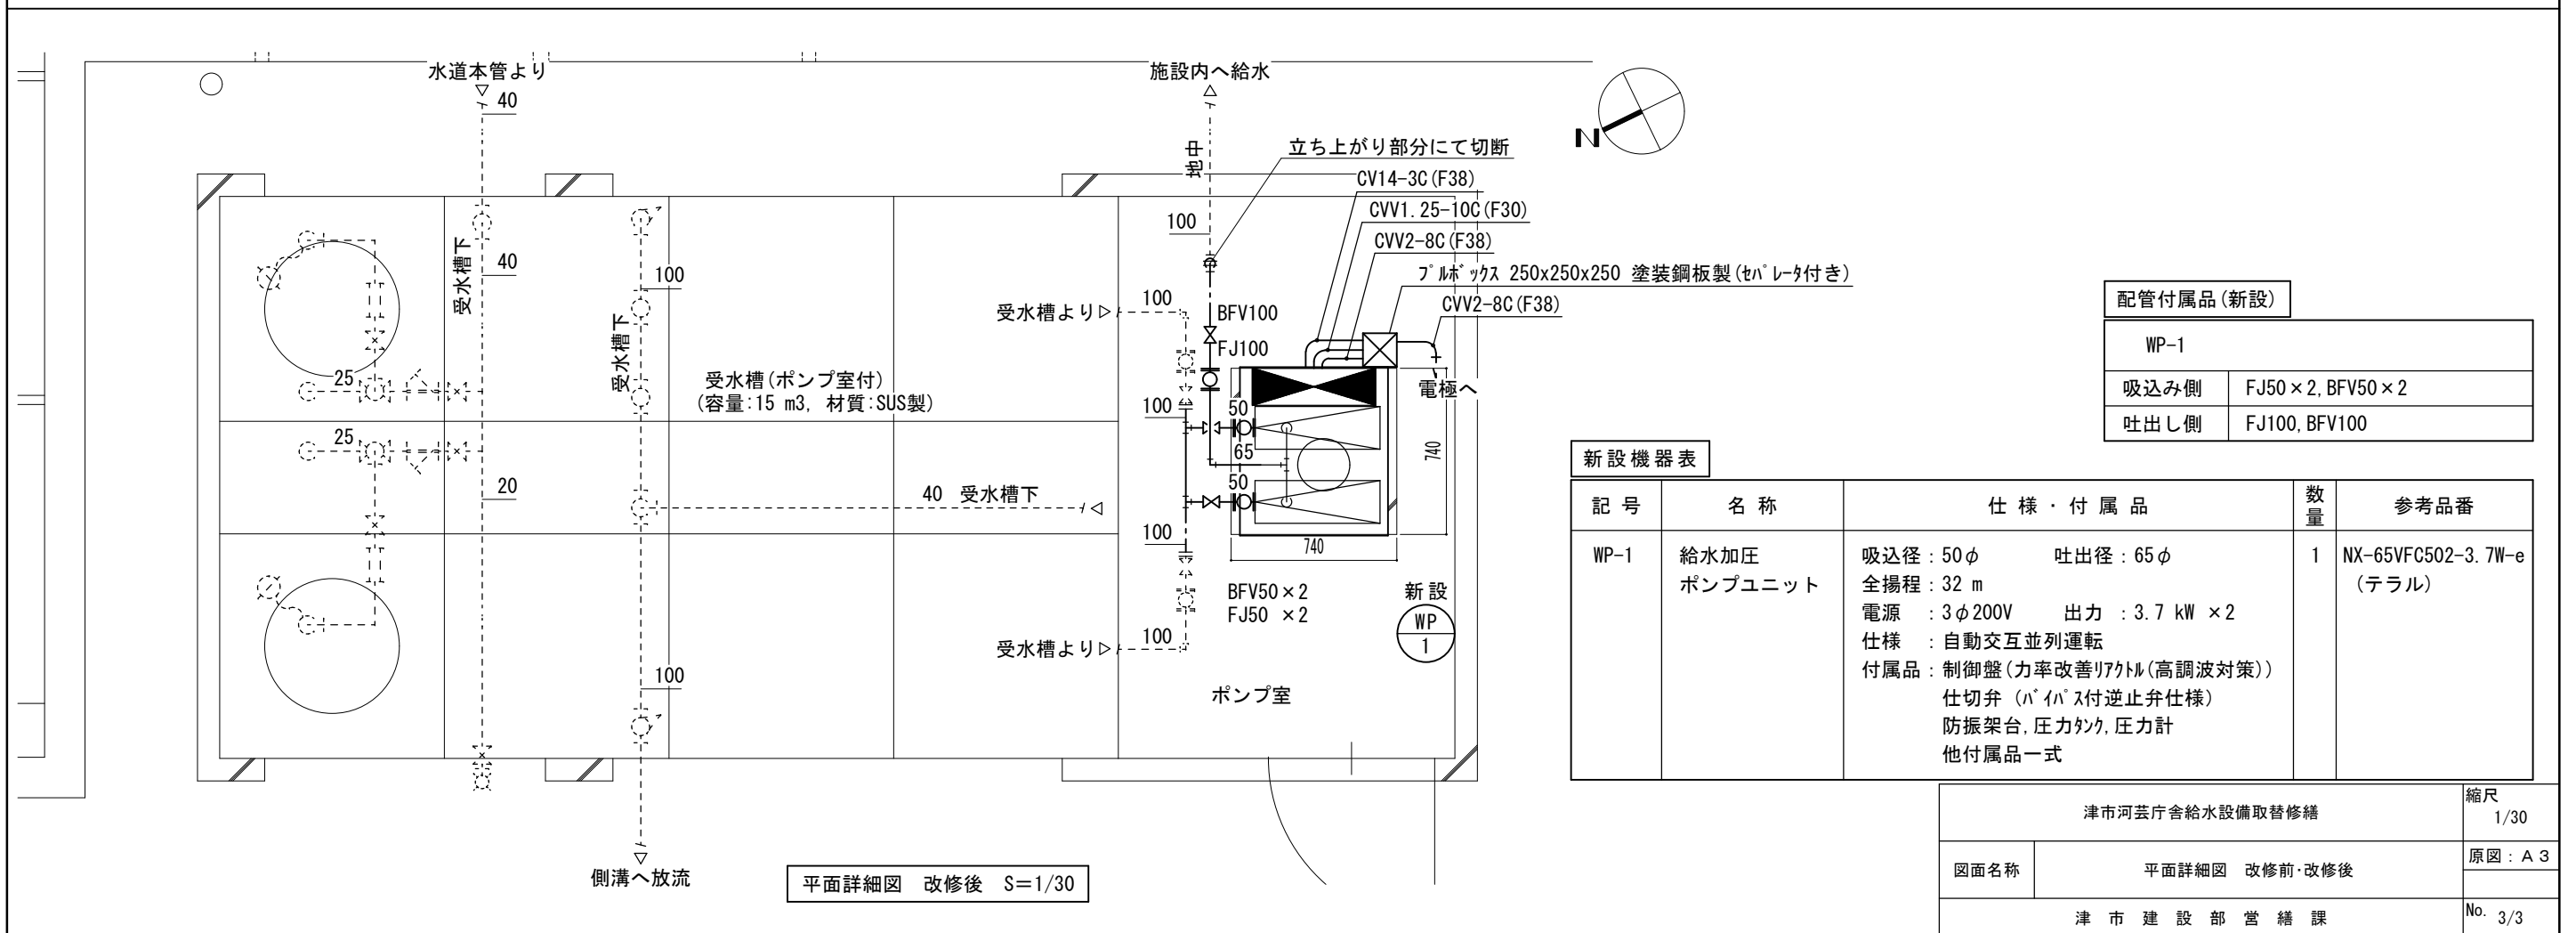 水道本管より
40
施設内へ給水
N
地中
立ち上がり部分にて切断
CV14-3C(F38)
CVV1.25-10C(F30)
CVV2-8C(F38)
プルボックス 250x250x250 塗装鋼板製(セパレータ付き)
CVV2-8C(F38)
100
受水槽下
40
受水槽下
100
受水槽より
100
BFV100
FJ100
電極へ
25
受水槽(ポンプ室付)
(容量:15 m3, 材質:SUS製)
100
50
25
65
740
20
40 受水槽下
50
100
740
BFV50×2
FJ50 ×2
新設
WP
1
受水槽より
100
100
ポンプ室
側溝へ放流
平面詳細図 改修後 S=1/30
配管付属品(新設)
WP-1
吸込み側 FJ50×2,BFV50×2
吐出し側 FJ100,BFV100
新設機器表
記号 名称 仕様・付属品 数量 参考品番
WP-1 給水加圧ポンプユニット 吸込径:50φ 吐出径:65φ 1 NX-65VFC502-3.7W-e
全揚程:32 m (テラル)
電源 :3φ200V 出力 :3.7 kW ×2
仕様 :自動交互並列運転
付属品:制御盤(力率改善リアクトル(高調波対策))
仕切弁 (バイパス付逆止弁仕様)
防振架台,圧力タンク,圧力計
他付属品一式
津市河芸庁舎給水設備取替修繕
縮尺
1/30
図面名称 平面詳細図 改修前・改修後
原図:A3
津市建設部営繕課
No. 3/3